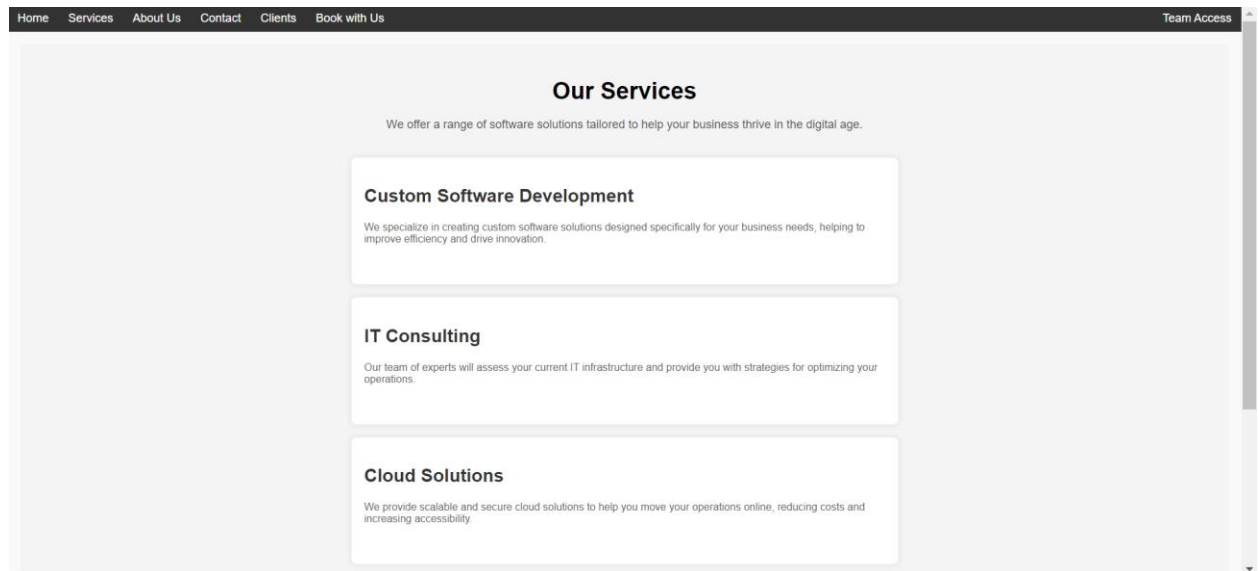 Home Services About Us Contact Clients Book with Us Team Access
Our Services
We offer a range of software solutions tailored to help your business thrive in the digital age.
Custom Software Development
We specialize in creating custom software solutions designed specifically for your business needs, helping to
improve efficiency and drive innovation.
IT Consulting
Our team of experts will assess your current IT infrastructure and provide you with strategies for optimizing your
operations.
Cloud Solutions
We provide scalable and secure cloud solutions to help you move your operations online, reducing costs and
increasing accessibility.